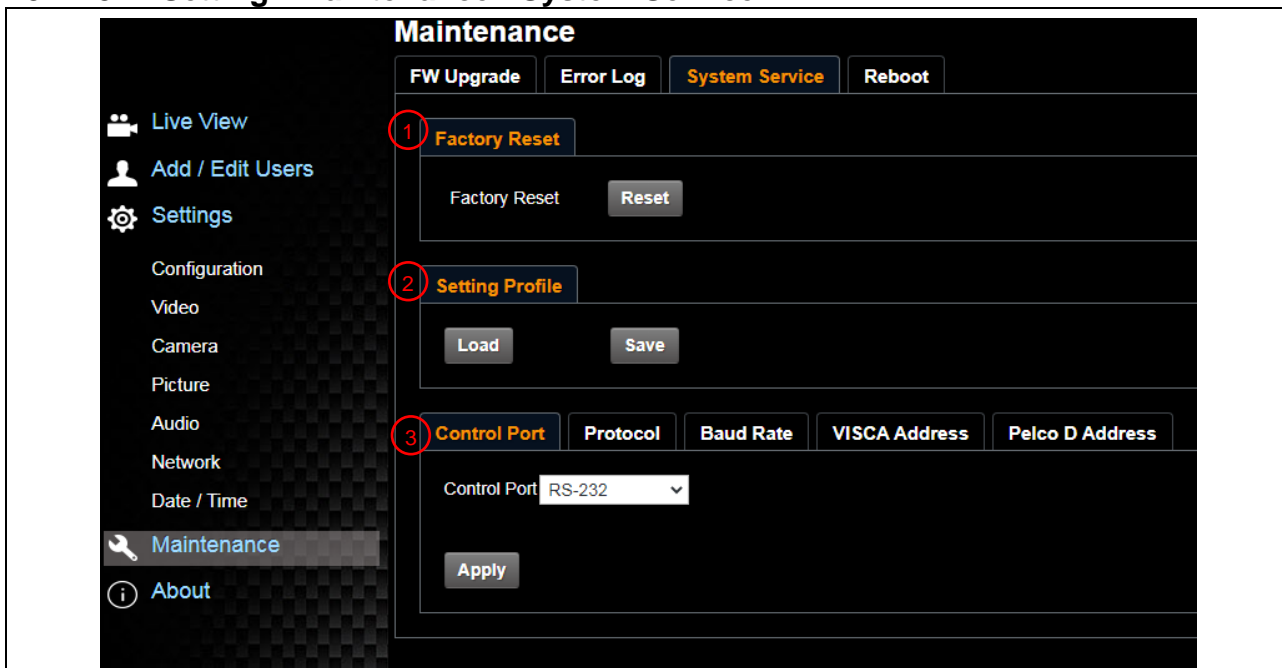 Maintenance
FW Upgrade Error Log System Service Reboot
Live View
Add / Edit Users
Settings
Configuration
Video
Camera
Picture
Audio
Network
Date / Time
Maintenance
About
1 Factory Reset
Factory Reset Reset
2 Setting Profile
Load Save
3 Control Port Protocol Baud Rate VISCA Address Pelco D Address
Control Port RS-232
Apply